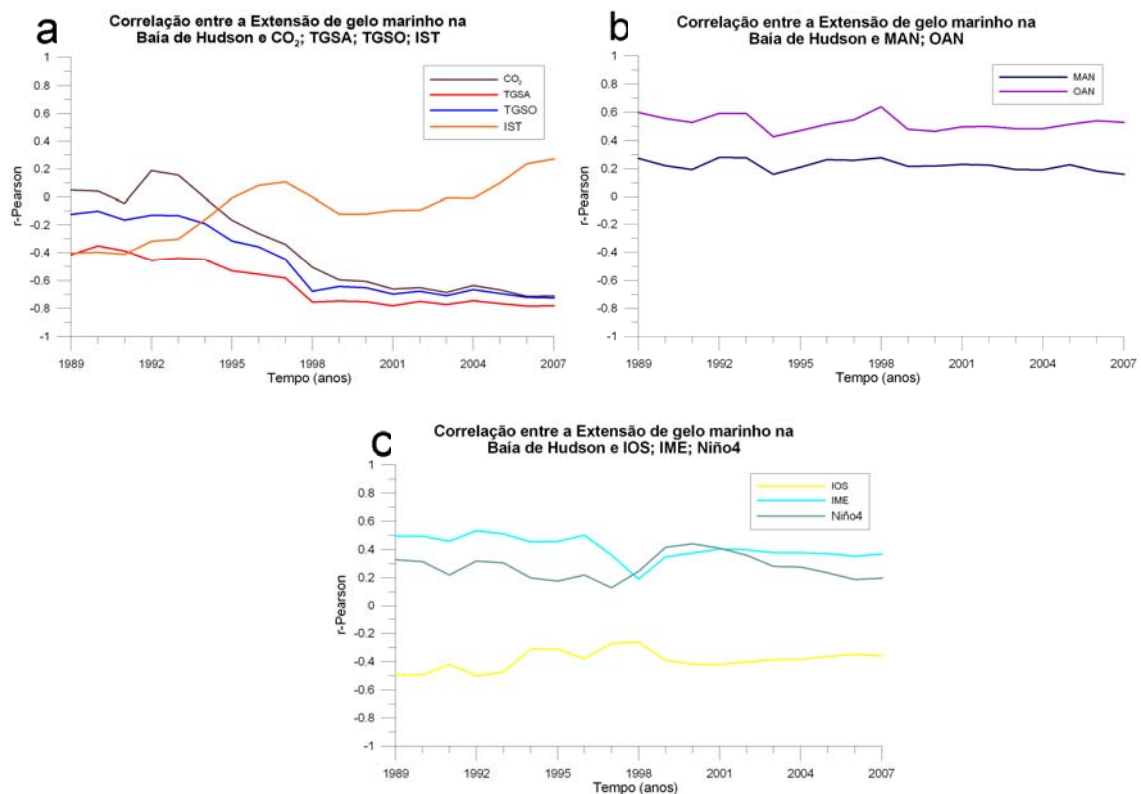 a
Correlação entre a Extensão de gelo marinho na
Baía de Hudson e CO₂; TGSA; TGSO; IST
CO₂
TGSA
TGSO
IST
r-Pearson
1
0.8
0.6
0.4
0.2
0
-0.2
-0.4
-0.6
-0.8
-1
1989 1992 1995 1998 2001 2004 2007
Tempo (anos)
b
Correlação entre a Extensão de gelo marinho na
Baía de Hudson e MAN; OAN
MAN
OAN
r-Pearson
1
0.8
0.6
0.4
0.2
0
-0.2
-0.4
-0.6
-0.8
-1
1989 1992 1995 1998 2001 2004 2007
Tempo (anos)
c
Correlação entre a Extensão de gelo marinho na
Baía de Hudson e IOS; IME; Niño4
IOS
IME
Niño4
r-Pearson
1
0.8
0.6
0.4
0.2
0
-0.2
-0.4
-0.6
-0.8
-1
1989 1992 1995 1998 2001 2004 2007
Tempo (anos)